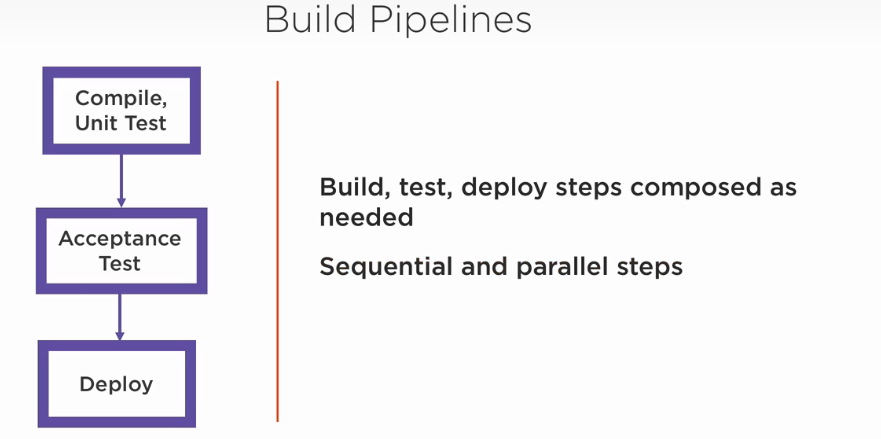 Build Pipelines
Compile,
Unit Test
Acceptance
Test
Deploy
Build, test, deploy steps composed as
needed
Sequential and parallel steps